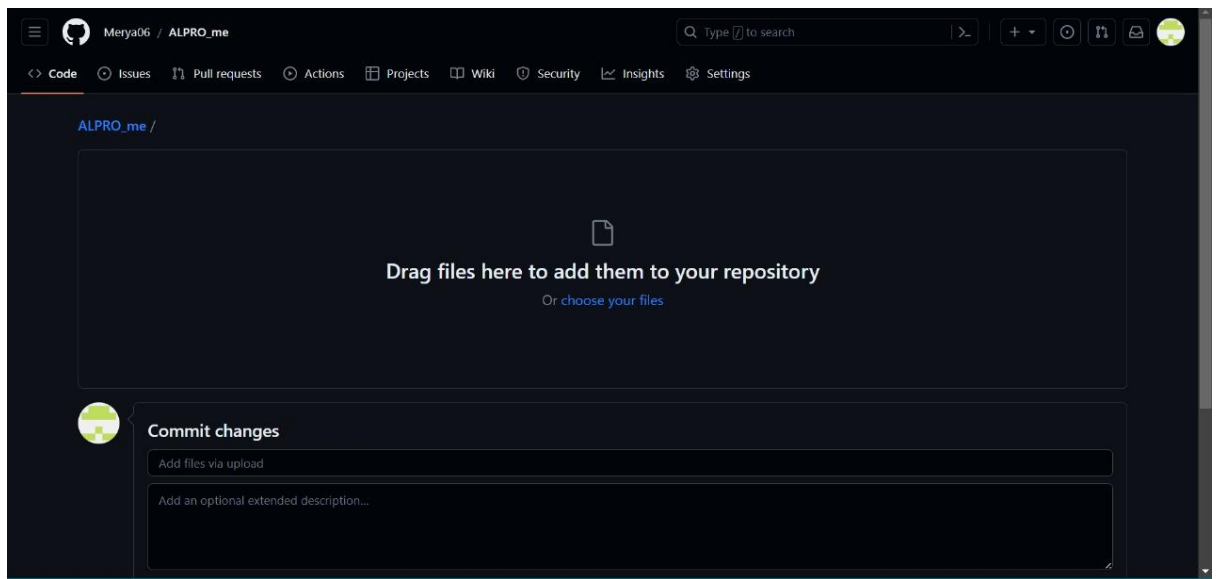 Merya06 / ALPRO_me
Type / to search
Code Issues Pull requests Actions Projects Wiki Security Insights Settings
ALPRO_me /
Drag files here to add them to your repository
Or choose your files
Commit changes
Add files via upload
Add an optional extended description...